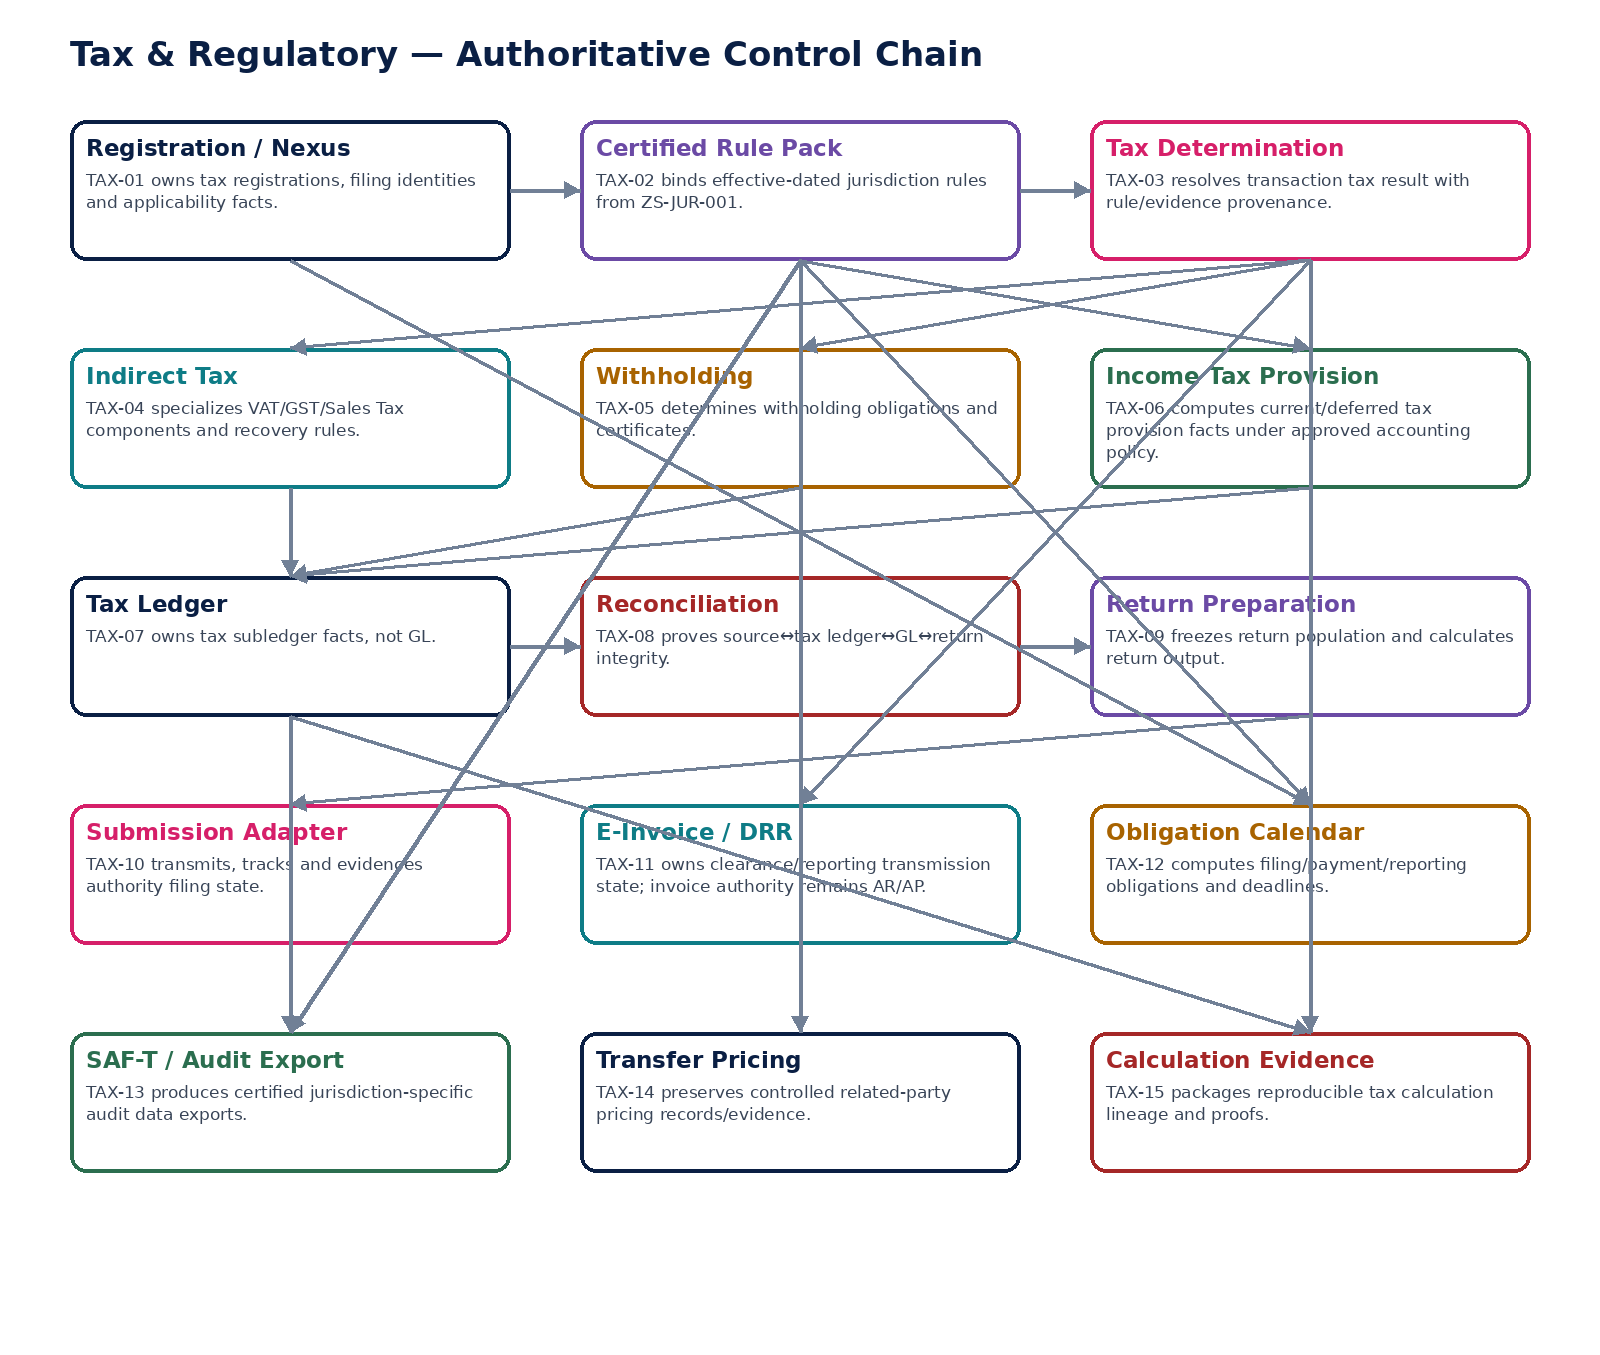 Tax & Regulatory — Authoritative Control Chain
Registration / Nexus
TAX-01 owns tax registrations, filing identities
and applicability facts.
Certified Rule Pack
TAX-02 binds effective-dated jurisdiction rules
from ZS-JUR-001.
Tax Determination
TAX-03 resolves transaction tax result with
rule/evidence provenance.
Indirect Tax
TAX-04 specializes VAT/GST/Sales Tax
components and recovery rules.
Withholding
TAX-05 determines withholding obligations and
certificates.
Income Tax Provision
TAX-06 computes current/deferred tax
provision facts under approved accounting
policy.
Tax Ledger
TAX-07 owns tax subledger facts, not GL.
Reconciliation
TAX-08 proves source↔tax ledger↔GL↔return
integrity.
Return Preparation
TAX-09 freezes return population and calculates
return output.
Submission Adapter
TAX-10 transmits, tracks and evidences
authority filing state.
E-Invoice / DRR
TAX-11 owns clearance/reporting transmission
state; invoice authority remains AR/AP.
Obligation Calendar
TAX-12 computes filing/payment/reporting
obligations and deadlines.
SAF-T / Audit Export
TAX-13 produces certified jurisdiction-specific
audit data exports.
Transfer Pricing
TAX-14 preserves controlled related-party
pricing records/evidence.
Calculation Evidence
TAX-15 packages reproducible tax calculation
lineage and proofs.